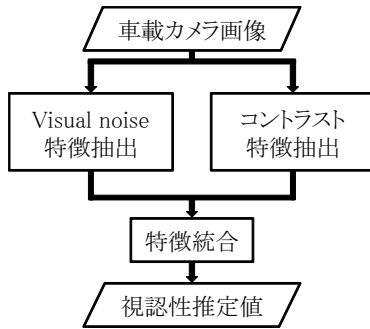 車載カメラ画像
Visual noise
特徴抽出
コントラスト
特徴抽出
特徴統合
視認性推定値